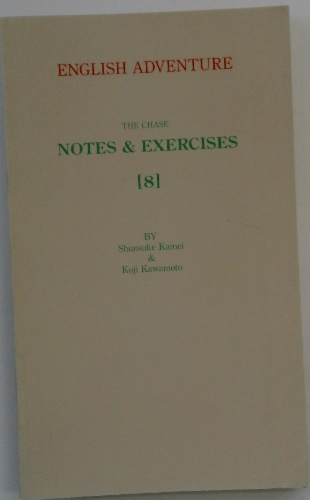 ENGLISH ADVENTURE
THE CHASE
NOTES & EXERCISES
[8]
BY
Shunsuke Kamei
&
Koji Kawamoto